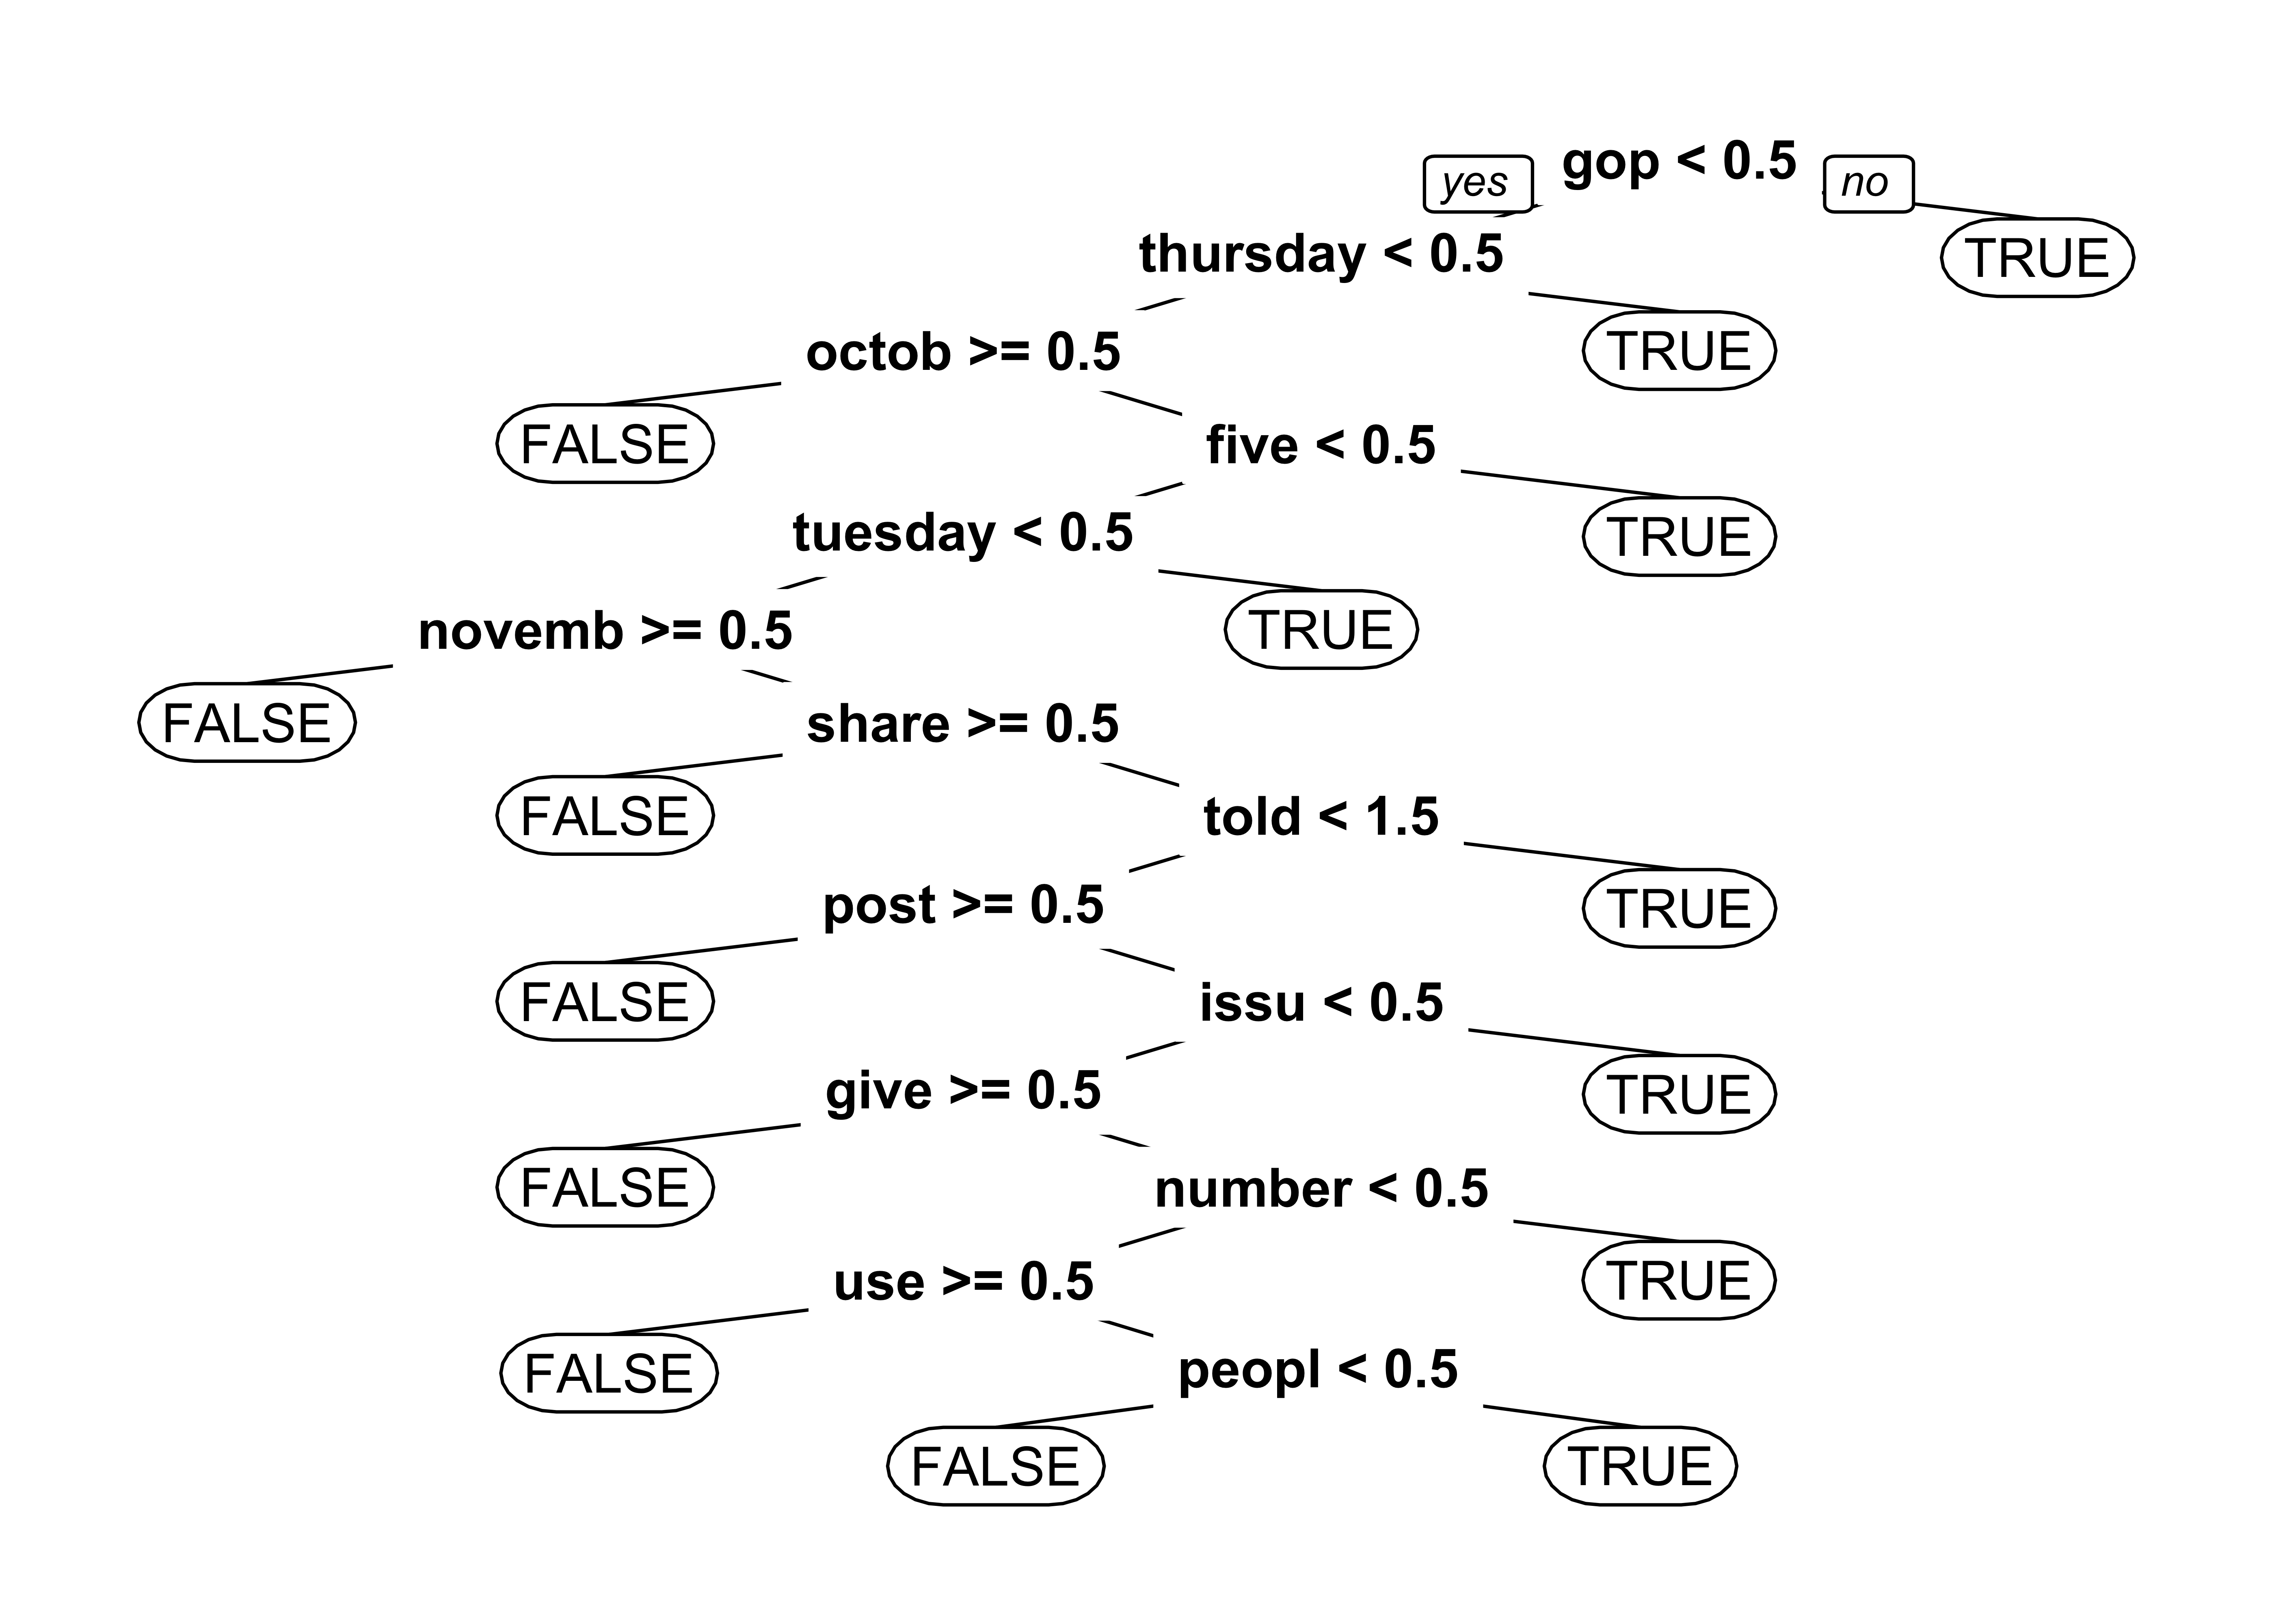 gop < 0.5
yes
no
thursday < 0.5
TRUE
octob >= 0.5
TRUE
FALSE
five < 0.5
tuesday < 0.5
TRUE
novemb >= 0.5
TRUE
FALSE
share >= 0.5
FALSE
told < 1.5
post >= 0.5
TRUE
FALSE
issu < 0.5
give >= 0.5
TRUE
FALSE
number < 0.5
use >= 0.5
TRUE
FALSE
peopl < 0.5
FALSE
TRUE